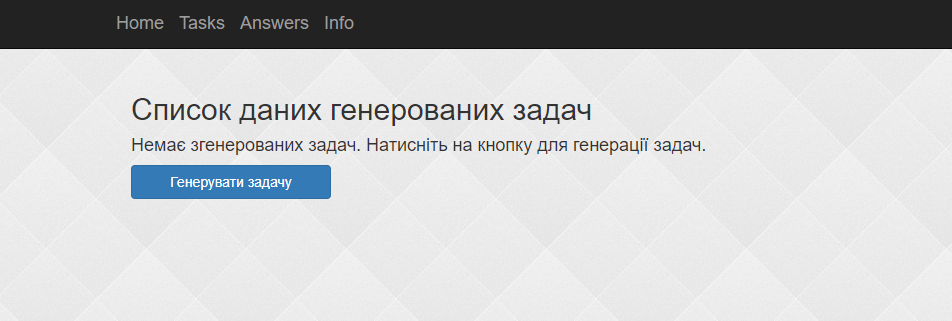 Home Tasks Answers Info
Список даних генерованих задач
Немає згенерованих задач. Натисніть на кнопку для генерації задач.
Генерувати задачу